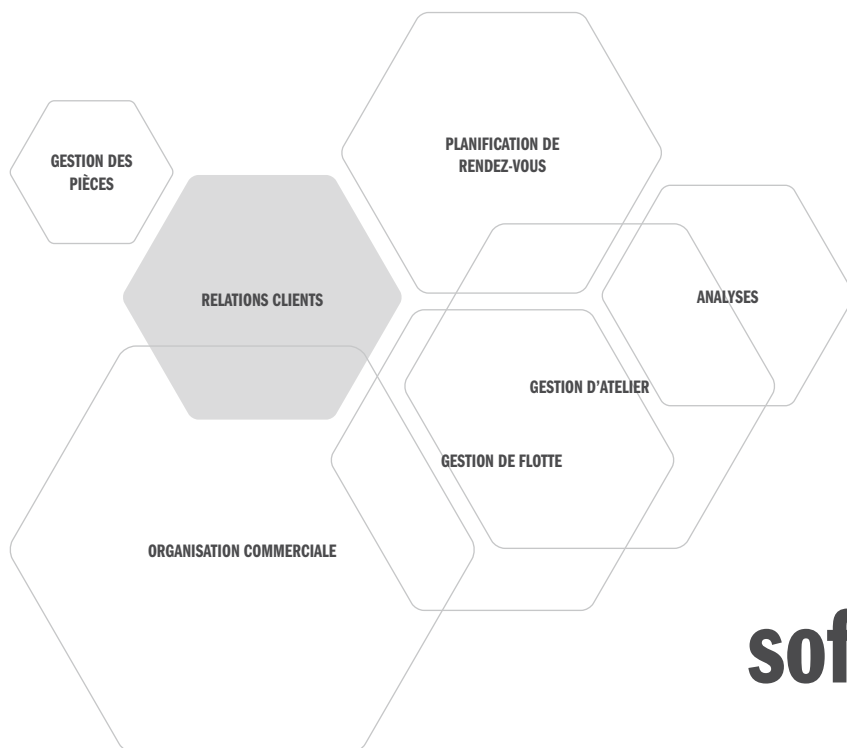 PLANIFICATION DE
RENDEZ-VOUS
GESTION DES
PIÈCES
RELATIONS CLIENTS
ANALYSES
GESTION D’ATELIER
GESTION DE FLOTTE
ORGANISATION COMMERCIALE
sof